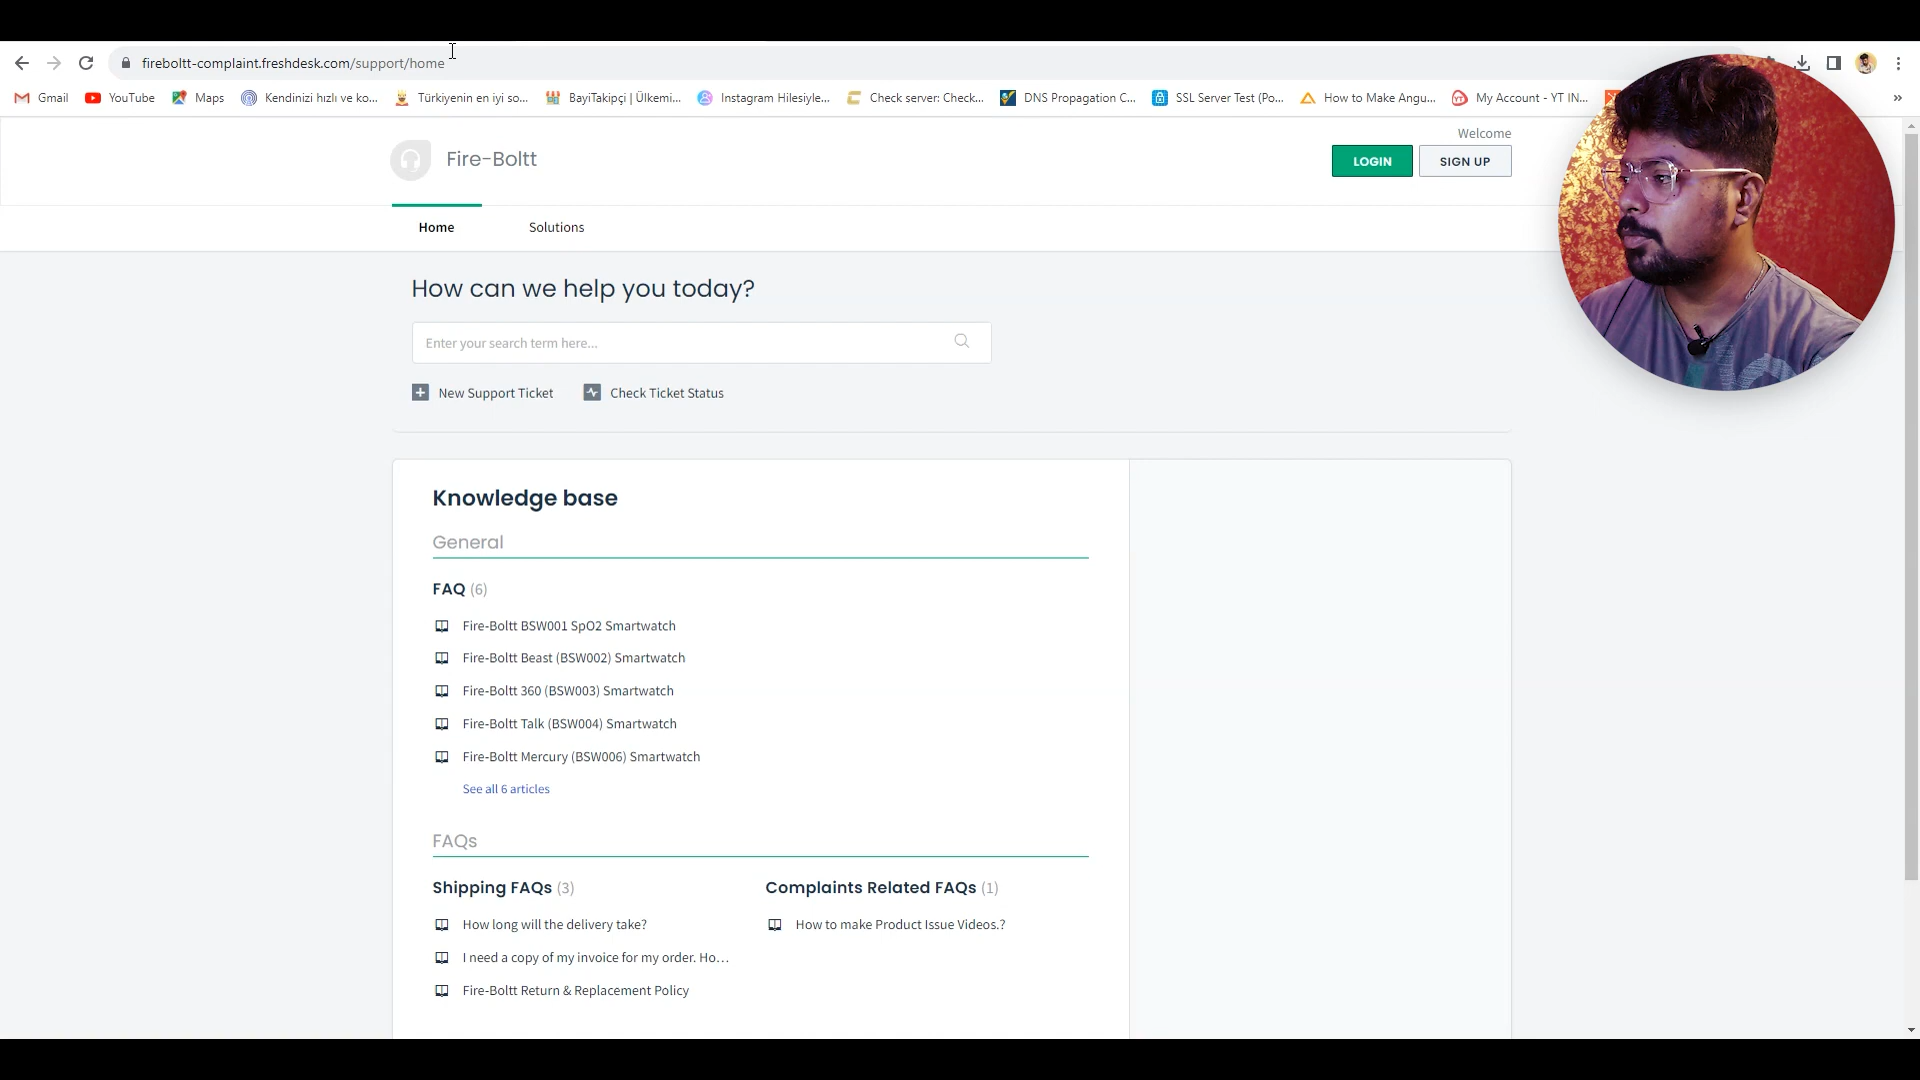 fireboltt-complaint.freshdesk.com/support/home
Gmail
YouTube
Maps
Kendinizi hızlı ve ko...
Türkiyenin en iyi so...
BayiTakipçi | Ülkemi...
Instagram Hilesiyle...
Check server: Check...
DNS Propagation C...
SSL Server Test (Po...
How to Make Angu...
My Account - YT IN...
»
Welcome
Fire-Boltt
LOGIN
SIGN UP
Home
Solutions
How can we help you today?
Enter your search term here...
New Support Ticket
Check Ticket Status
Knowledge base
General
FAQ (6)
Fire-Boltt BSW001 SpO2 Smartwatch
Fire-Boltt Beast (BSW002) Smartwatch
Fire-Boltt 360 (BSW003) Smartwatch
Fire-Boltt Talk (BSW004) Smartwatch
Fire-Boltt Mercury (BSW006) Smartwatch
See all 6 articles
FAQs
Shipping FAQs (3)
How long will the delivery take?
I need a copy of my invoice for my order. Ho...
Fire-Boltt Return & Replacement Policy
Complaints Related FAQs (1)
How to make Product Issue Videos.?